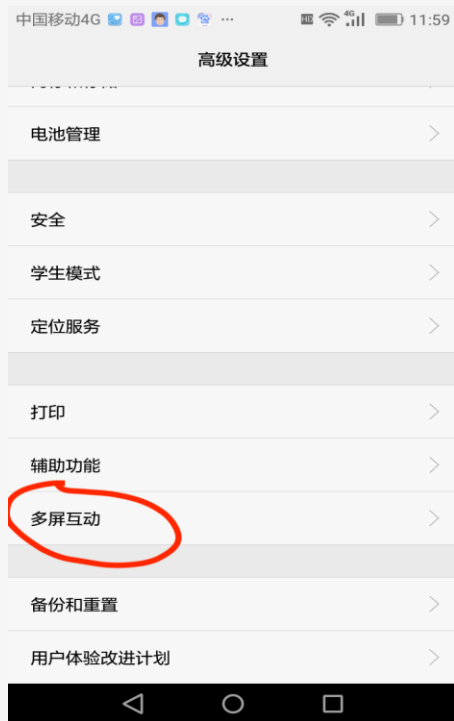 中国移动4G ... HD 4G 11:59
高级设置
电池管理
安全
学生模式
定位服务
打印
辅助功能
多屏互动
备份和重置
用户体验改进计划